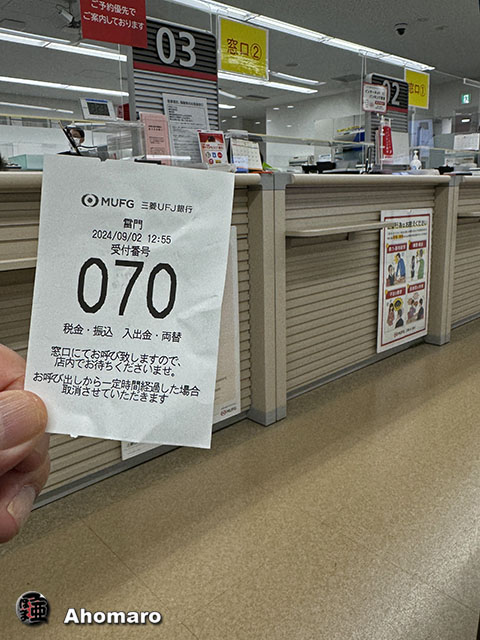 ご予約優先で
ご案内しております
03
窓口②
02
窓口①
MUFG 三菱UFJ銀行
雷門
2024/09/02 12:55
受付番号
070
税金・振込 入出金・両替
窓口にてお呼び致しますので、
店内でお待ちくださいませ。
お呼び出しから一定時間経過した場合
取消させていただきます
MUFG
Ahomaro